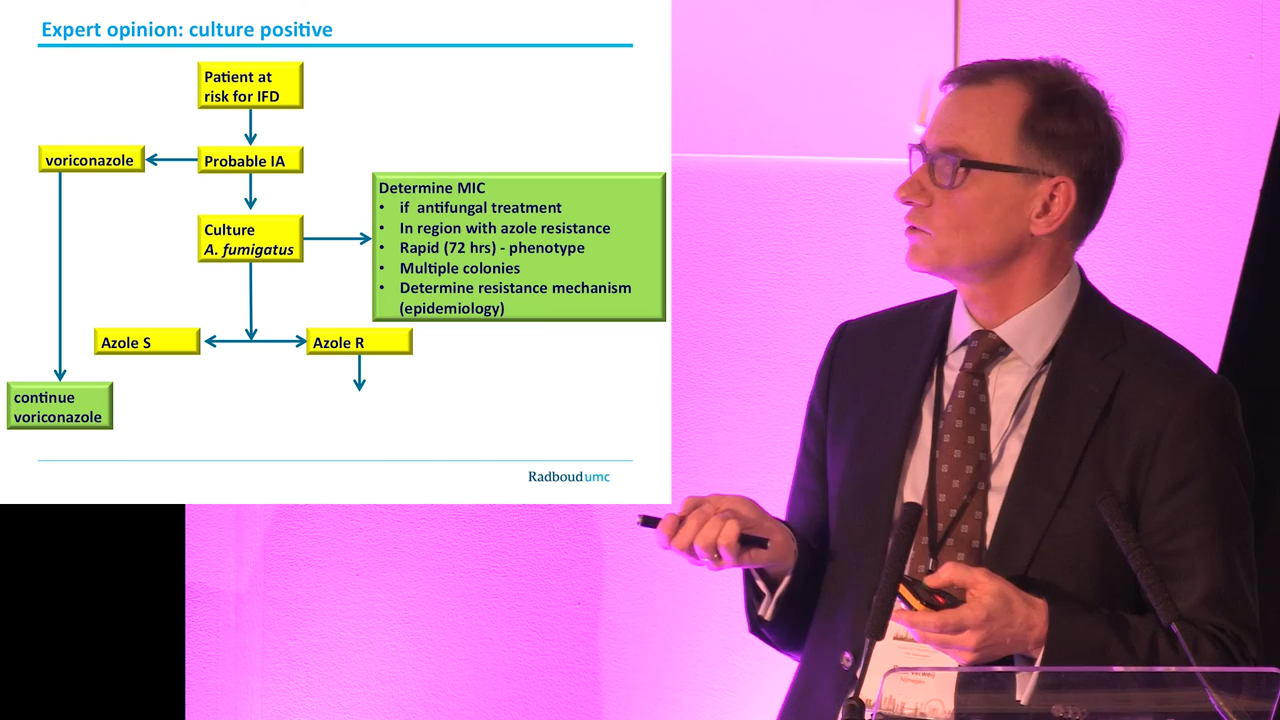 Expert opinion: culture positive
Patient at
risk for IFD
voriconazole
Probable IA
Culture
A. fumigatus
Determine MIC
• if antifungal treatment
• In region with azole resistance
• Rapid (72 hrs) - phenotype
• Multiple colonies
• Determine resistance mechanism
(epidemiology)
Azole S
Azole R
continue
voriconazole
Radboudumc
Verweij
Nijmegen